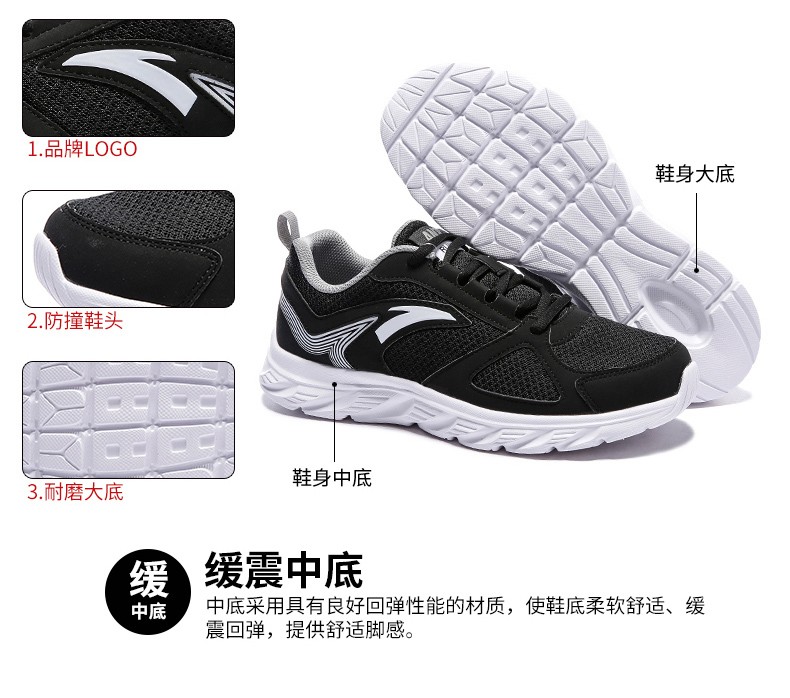 1.品牌LOGO
鞋身大底
2.防撞鞋头
鞋身中底
3.耐磨大底
缓
中底
缓震中底
中底采用具有良好回弹性能的材质，使鞋底柔软舒适、缓
震回弹，提供舒适脚感。